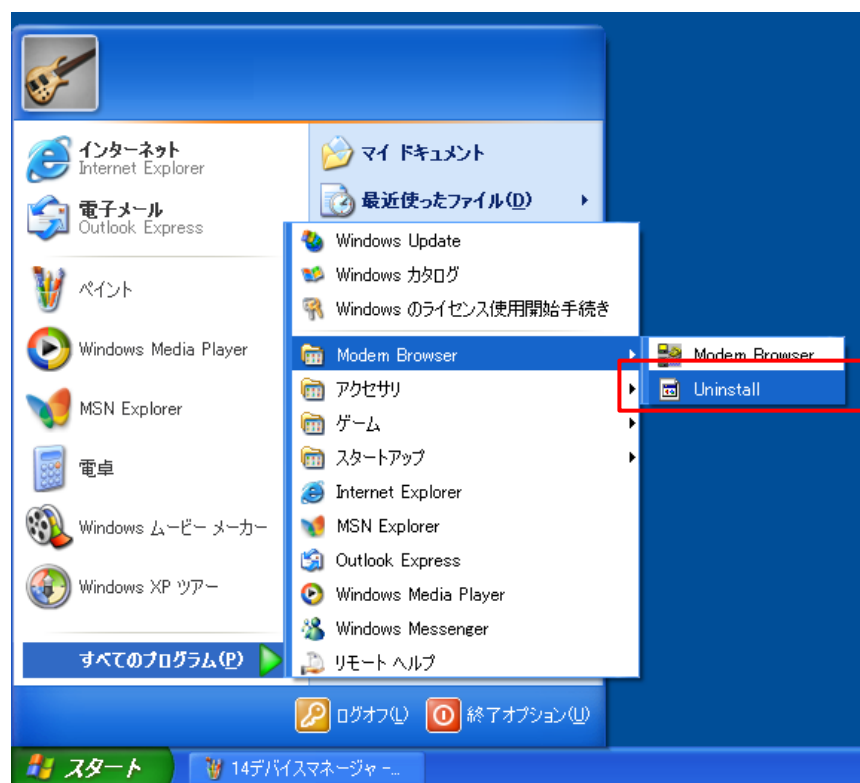 インターネット
Internet Explorer
電子メール
Outlook Express
ペイント
Windows Media Player
MSN Explorer
電卓
Windows ムービー メーカー
Windows XP ツアー
すべてのプログラム(P)
マイ ドキュメント
最近使ったファイル(D)
Windows Update
Windows カタログ
Windows のライセンス使用開始手続き
Modem Browser
アクセサリ
ゲーム
スタートアップ
Internet Explorer
MSN Explorer
Outlook Express
Windows Media Player
Windows Messenger
リモート ヘルプ
Modem Browser
Uninstall
ログオフ(L)
終了オプション(U)
スタート
14デバイスマネージャ -...